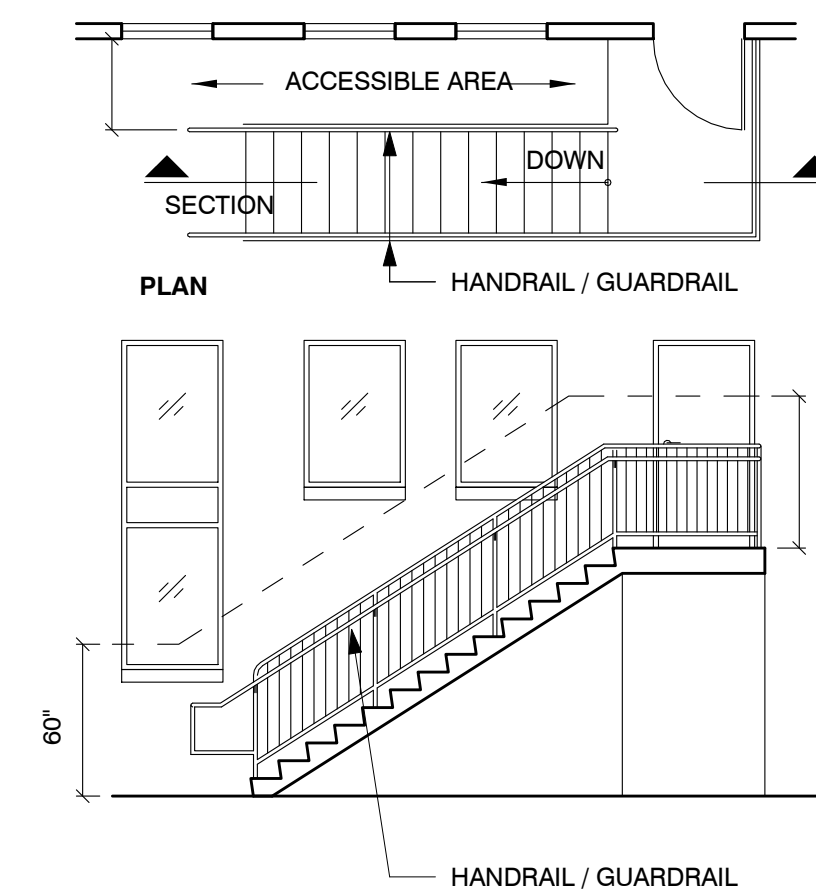 ACCESSIBLE AREA
DOWN
SECTION
PLAN
HANDRAIL / GUARDRAIL
60"
HANDRAIL / GUARDRAIL